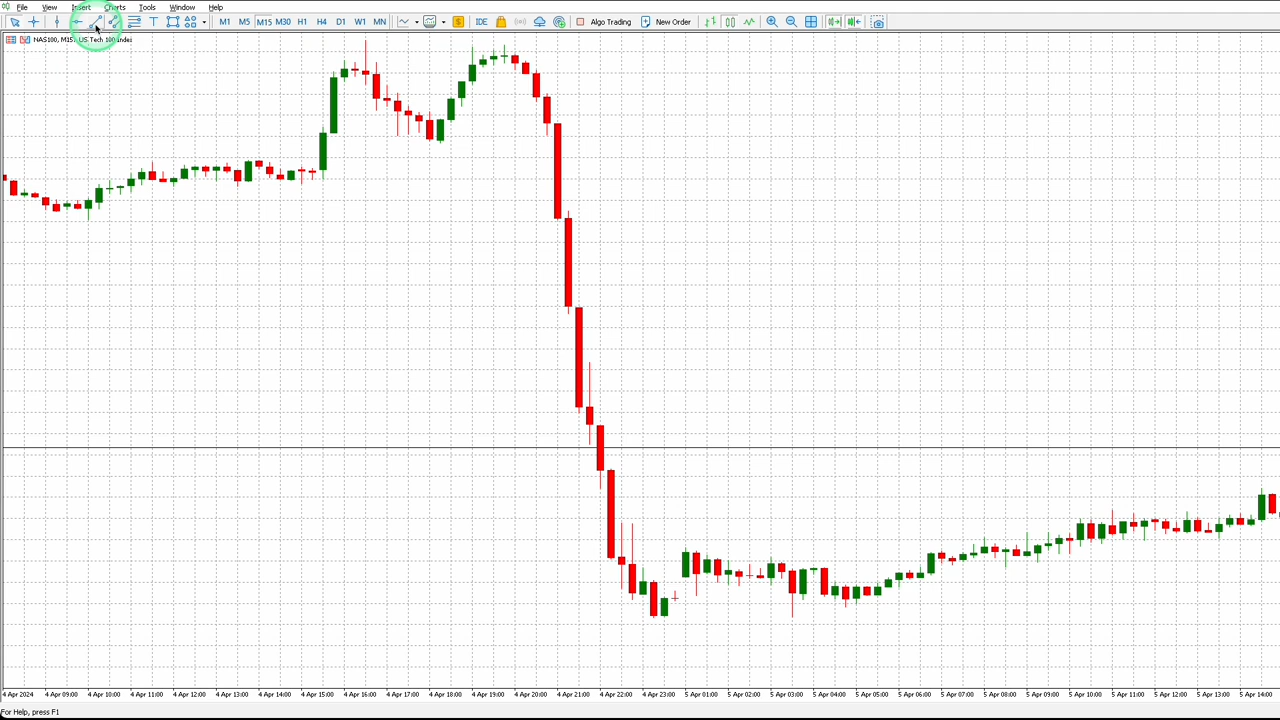 File View Insert Charts Tools Window Help
T M1 M5 M15 M30 H1 H4 H D1 W1 MN $ IDE Algo Trading New Order
NAS100, M15: US Tech 100 Index
4 Apr 2024 4 Apr 09:00 4 Apr 10:00 4 Apr 11:00 4 Apr 12:00 4 Apr 13:00 4 Apr 14:00 4 Apr 15:00 4 Apr 16:00 4 Apr 17:00 4 Apr 18:00 4 Apr 19:00 4 Apr 20:00 4 Apr 21:00 4 Apr 22:00 4 Apr 23:00 5 Apr 01:00 5 Apr 02:00 5 Apr 03:00 5 Apr 04:00 5 Apr 05:00 5 Apr 06:00 5 Apr 07:00 5 Apr 08:00 5 Apr 09:00 5 Apr 10:00 5 Apr 11:00 5 Apr 12:00 5 Apr 13:00 5 Apr 14:00
For Help, press F1